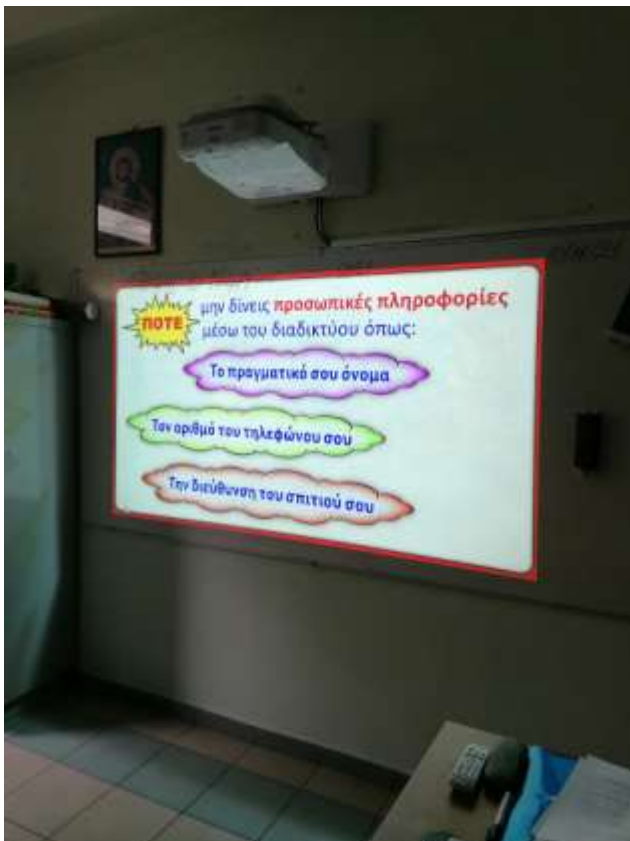 ΠΟΤΕ
μην δίνεις προσωπικές πληροφορίες
μέσω του διαδικτύου όπως:
Το πραγματικό σου όνομα
Τον αριθμό του τηλεφώνου σου
Την διεύθυνση του σπιτιού σου